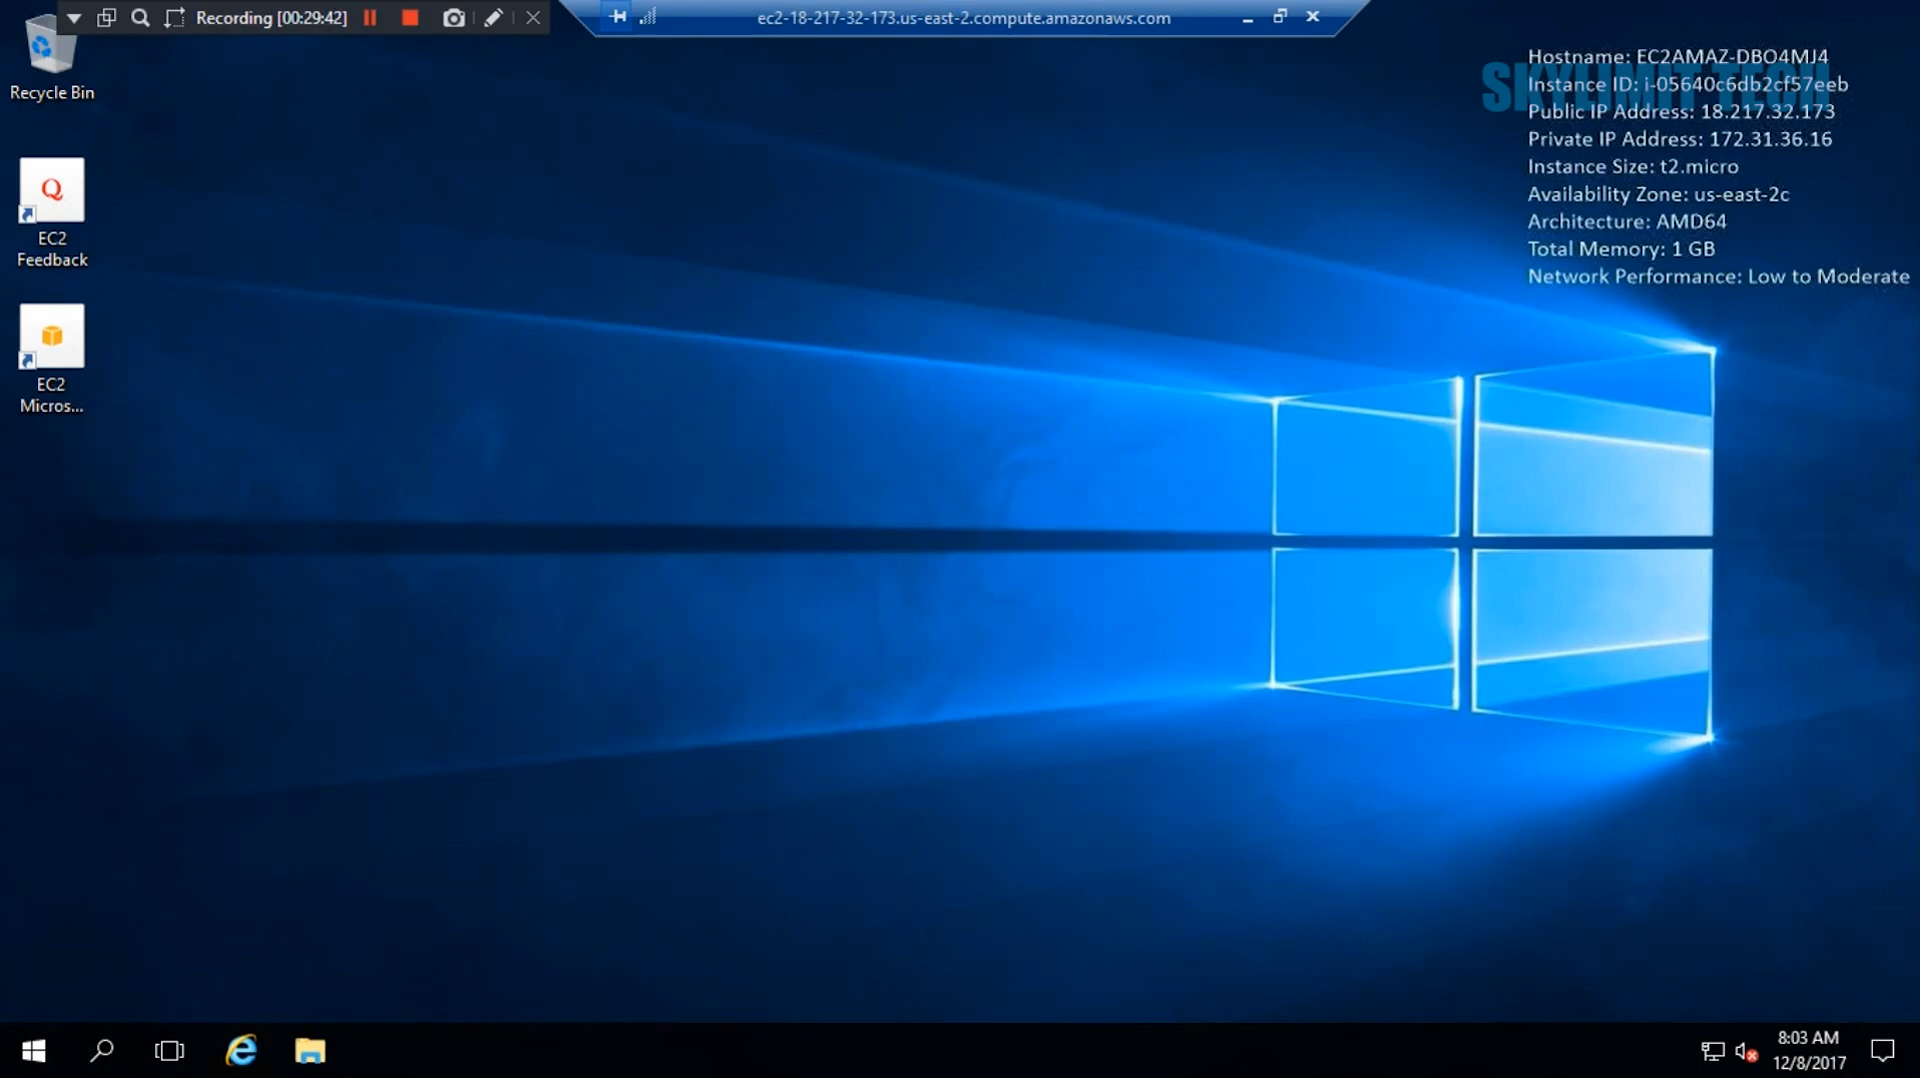 Recording [00:29:42]
ec2-18-217-32-173.us-east-2.compute.amazonaws.com
Recycle Bin
Q
EC2
Feedback
EC2
Micros...
SKYLIMIT TECH
Hostname: EC2AMAZ-DBO4MJ4
Instance ID: i-05640c6db2cf57eeb
Public IP Address: 18.217.32.173
Private IP Address: 172.31.36.16
Instance Size: t2.micro
Availability Zone: us-east-2c
Architecture: AMD64
Total Memory: 1 GB
Network Performance: Low to Moderate
8:03 AM
12/8/2017